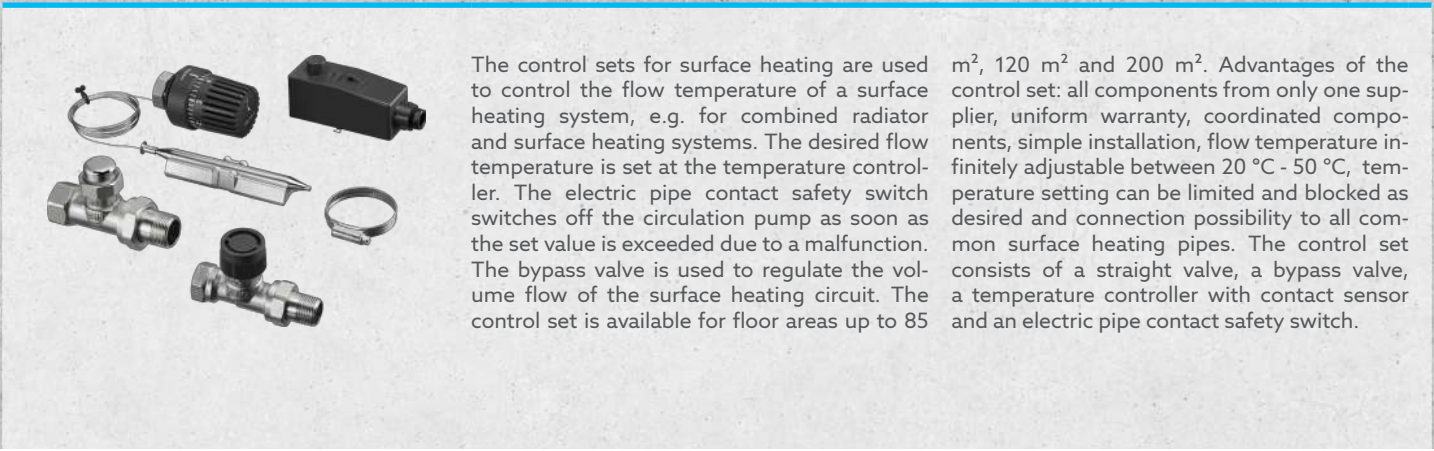 The control sets for surface heating are used
to control the flow temperature of a surface
heating system, e.g. for combined radiator
and surface heating systems. The desired flow
temperature is set at the temperature control-
ler. The electric pipe contact safety switch
switches off the circulation pump as soon as
the set value is exceeded due to a malfunction.
The bypass valve is used to regulate the vol-
ume flow of the surface heating circuit. The
control set is available for floor areas up to 85
m², 120 m² and 200 m². Advantages of the
control set: all components from only one sup-
plier, uniform warranty, coordinated compo-
nents, simple installation, flow temperature in-
finitely adjustable between 20 °C - 50 °C, tem-
perature setting can be limited and blocked as
desired and connection possibility to all com-
mon surface heating pipes. The control set
consists of a straight valve, a bypass valve,
a temperature controller with contact sensor
and an electric pipe contact safety switch.